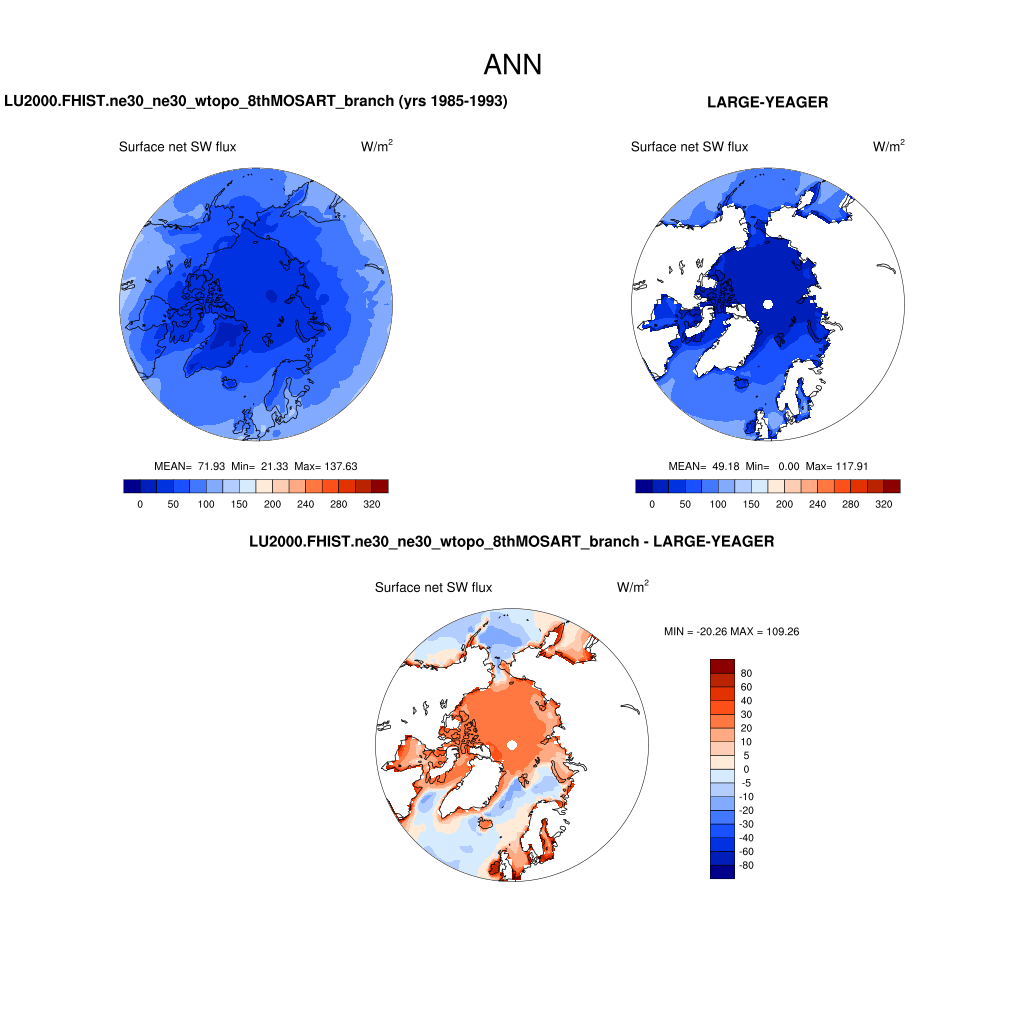 ANN
LU2000.FHIST.ne30_ne30_wtopo_8thMOSART_branch (yrs 1985-1993)
LARGE-YEAGER
Surface net SW flux W/m2
Surface net SW flux W/m2
MEAN= 71.93 Min= 21.33 Max= 137.63
MEAN= 49.18 Min= 0.00 Max= 117.91
0 50 100 150 200 240 280 320
0 50 100 150 200 240 280 320
LU2000.FHIST.ne30_ne30_wtopo_8thMOSART_branch - LARGE-YEAGER
Surface net SW flux W/m2
MIN = -20.26 MAX = 109.26
80
60
40
30
20
10
5
0
-5
-10
-20
-30
-40
-60
-80